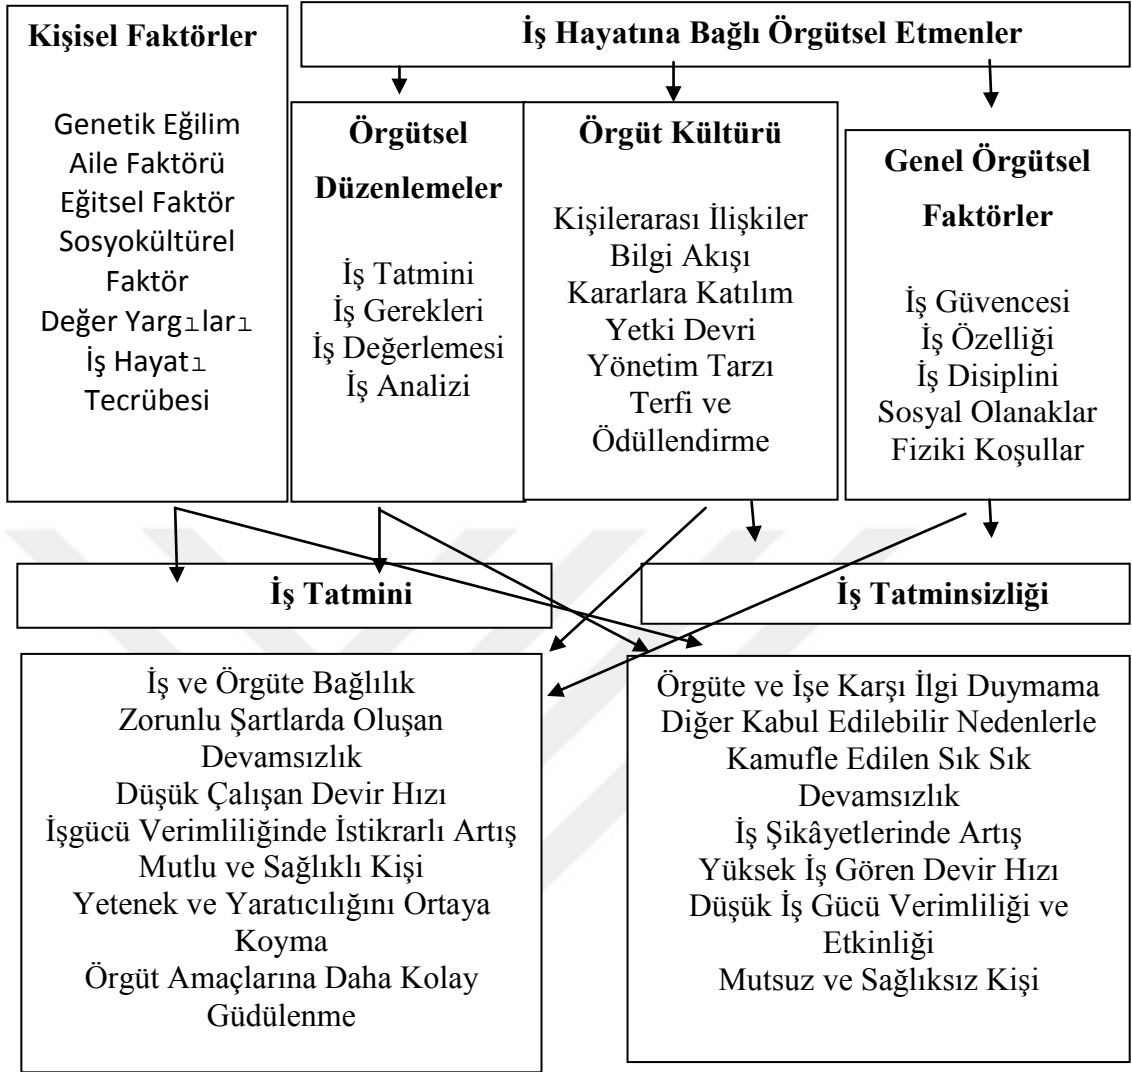 Kişisel Faktörler
Genetik Eğilim
Aile Faktörü
Eğitsel Faktör
Sosyokültürel
Faktör
Değer Yargıları
İş Hayatı
Tecrübesi
İş Hayatına Bağlı Örgütsel Etmenler
Örgütsel
Düzenlemeler
İş Tatmini
İş Gerekleri
İş Değerlemesi
İş Analizi
Örgüt Kültürü
Kişilerarası İlişkiler
Bilgi Akışı
Kararlara Katılım
Yetki Devri
Yönetim Tarzı
Terfi ve
Ödüllendirme
Genel Örgütsel
Faktörler
İş Güvencesi
İş Özelliği
İş Disiplini
Sosyal Olanaklar
Fiziki Koşullar
İş Tatmini
İş ve Örgüte Bağlılık
Zorunlu Şartlarda Oluşan
Devamsızlık
Düşük Çalışan Devir Hızı
İşgücü Verimliliğinde İstikrarlı Artış
Mutlu ve Sağlıklı Kişi
Yetenek ve Yaratıcılığını Ortaya
Koyma
Örgüt Amaçlarına Daha Kolay
Güdülenme
İş Tatminsizliği
Örgüte ve İşe Karşı İlgi Duymama
Diğer Kabul Edilebilir Nedenlerle
Kamufle Edilen Sık Sık
Devamsızlık
İş Şikâyetlerinde Artış
Yüksek İş Gören Devir Hızı
Düşük İş Gücü Verimliliği ve
Etkinliği
Mutsuz ve Sağlıksız Kişi